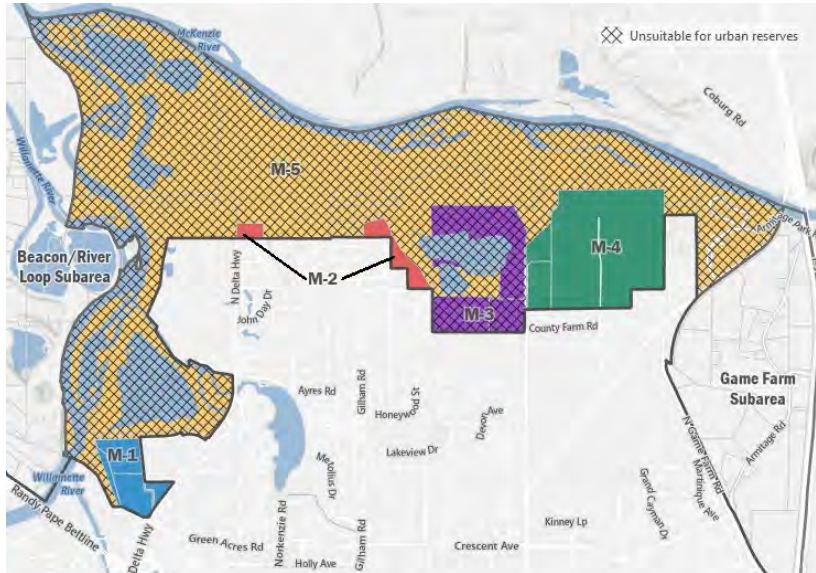 McKenzie
River
Unsuitable for urban reserves
Coburg Rd
Willamette River
M-5
Armitage Park
Beacon/River
Loop Subarea
N Delta Hwy
M-2
M-4
John Day Dr
M-3
County Farm Rd
Ayres Rd
Gilham Rd
Honeywood St
Devon Ave
Game Farm
Subarea
Lakeview Dr
Metolius Dr
M-1
Willamette
River
Randy Pape Beltline
Delta Hwy
Green Acres Rd
Norkenzie Rd
Holly Ave
Gilham Rd
Crescent Ave
Kinney Lp
Grand Cayman Dr
Martinique Ave
N Game Farm Rd
Armitage Rd